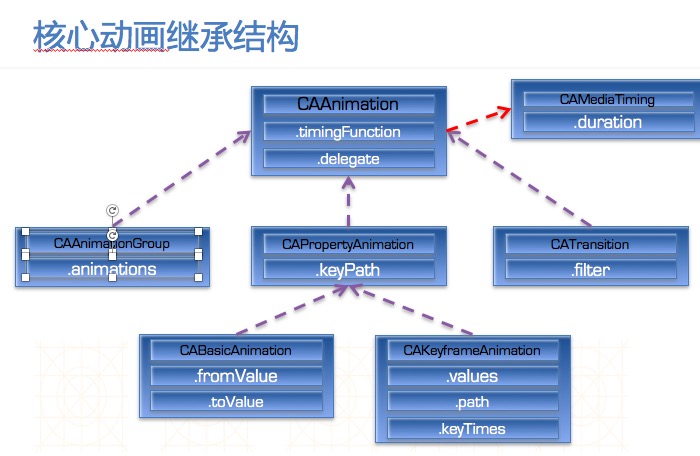 核心动画继承结构
CAAnimation
.timingFunction
.delegate
CAMediaTiming
.duration
CAAnimationGroup
.animations
CAPropertyAnimation
.keyPath
CATransition
.filter
CABasicAnimation
.fromValue
.toValue
CAKeyframeAnimation
.values
.path
.keyTimes